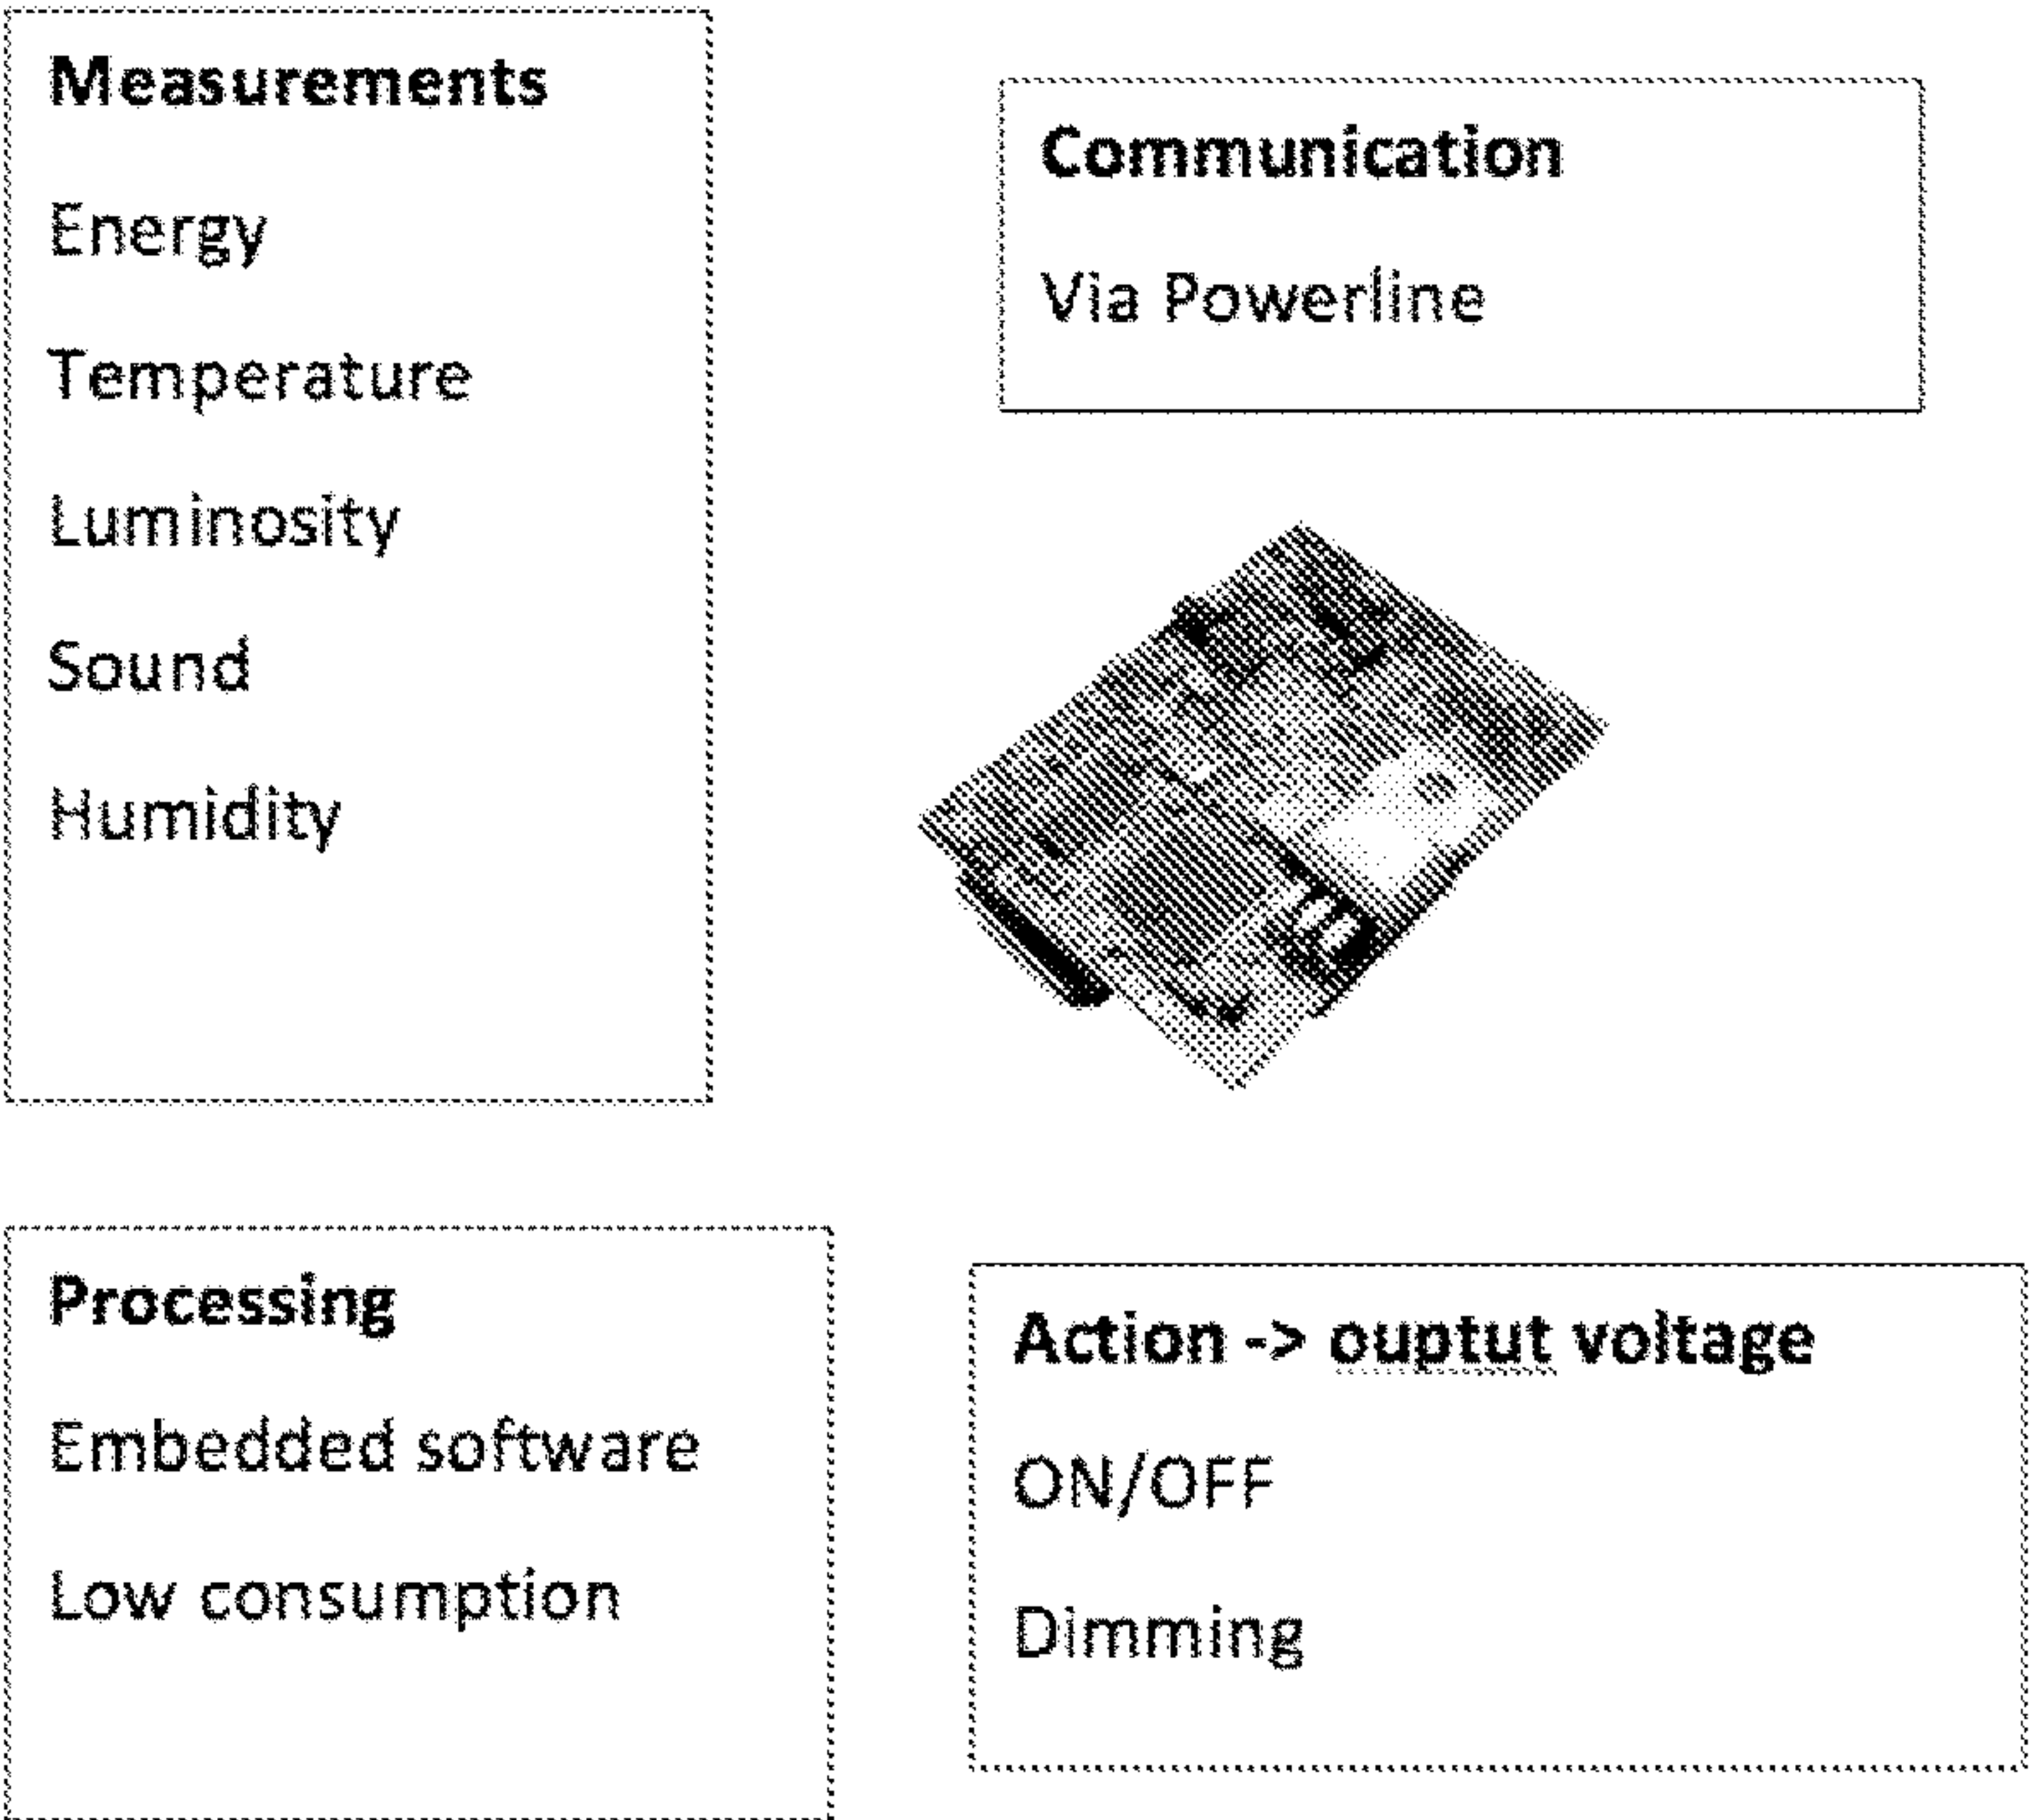 Measurements
Energy
Temperature
Luminosity
Sound
Humidity
Communication
Via Powerline
Processing
Embedded software
Low consumption
Action -> ouptut voltage
ON/OFF
Dimming